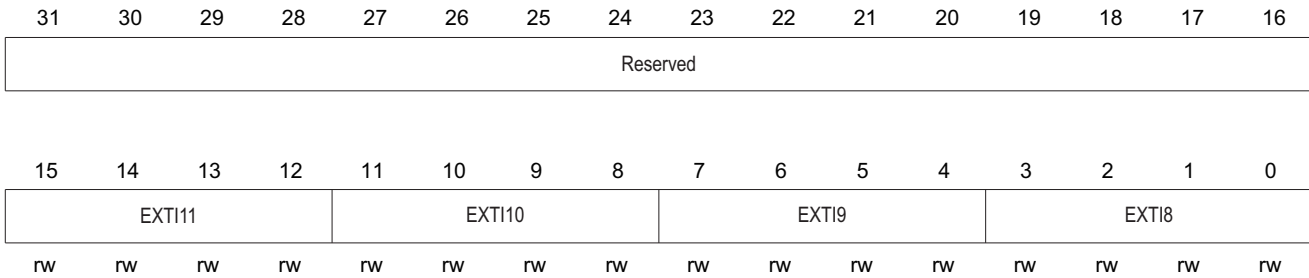 31 30 29 28 27 26 25 24 23 22 21 20 19 18 17 16
Reserved
15 14 13 12 11 10 9 8 7 6 5 4 3 2 1 0
EXTI11 EXTI10 EXTI9 EXTI8
rw rw rw rw rw rw rw rw rw rw rw rw rw rw rw rw